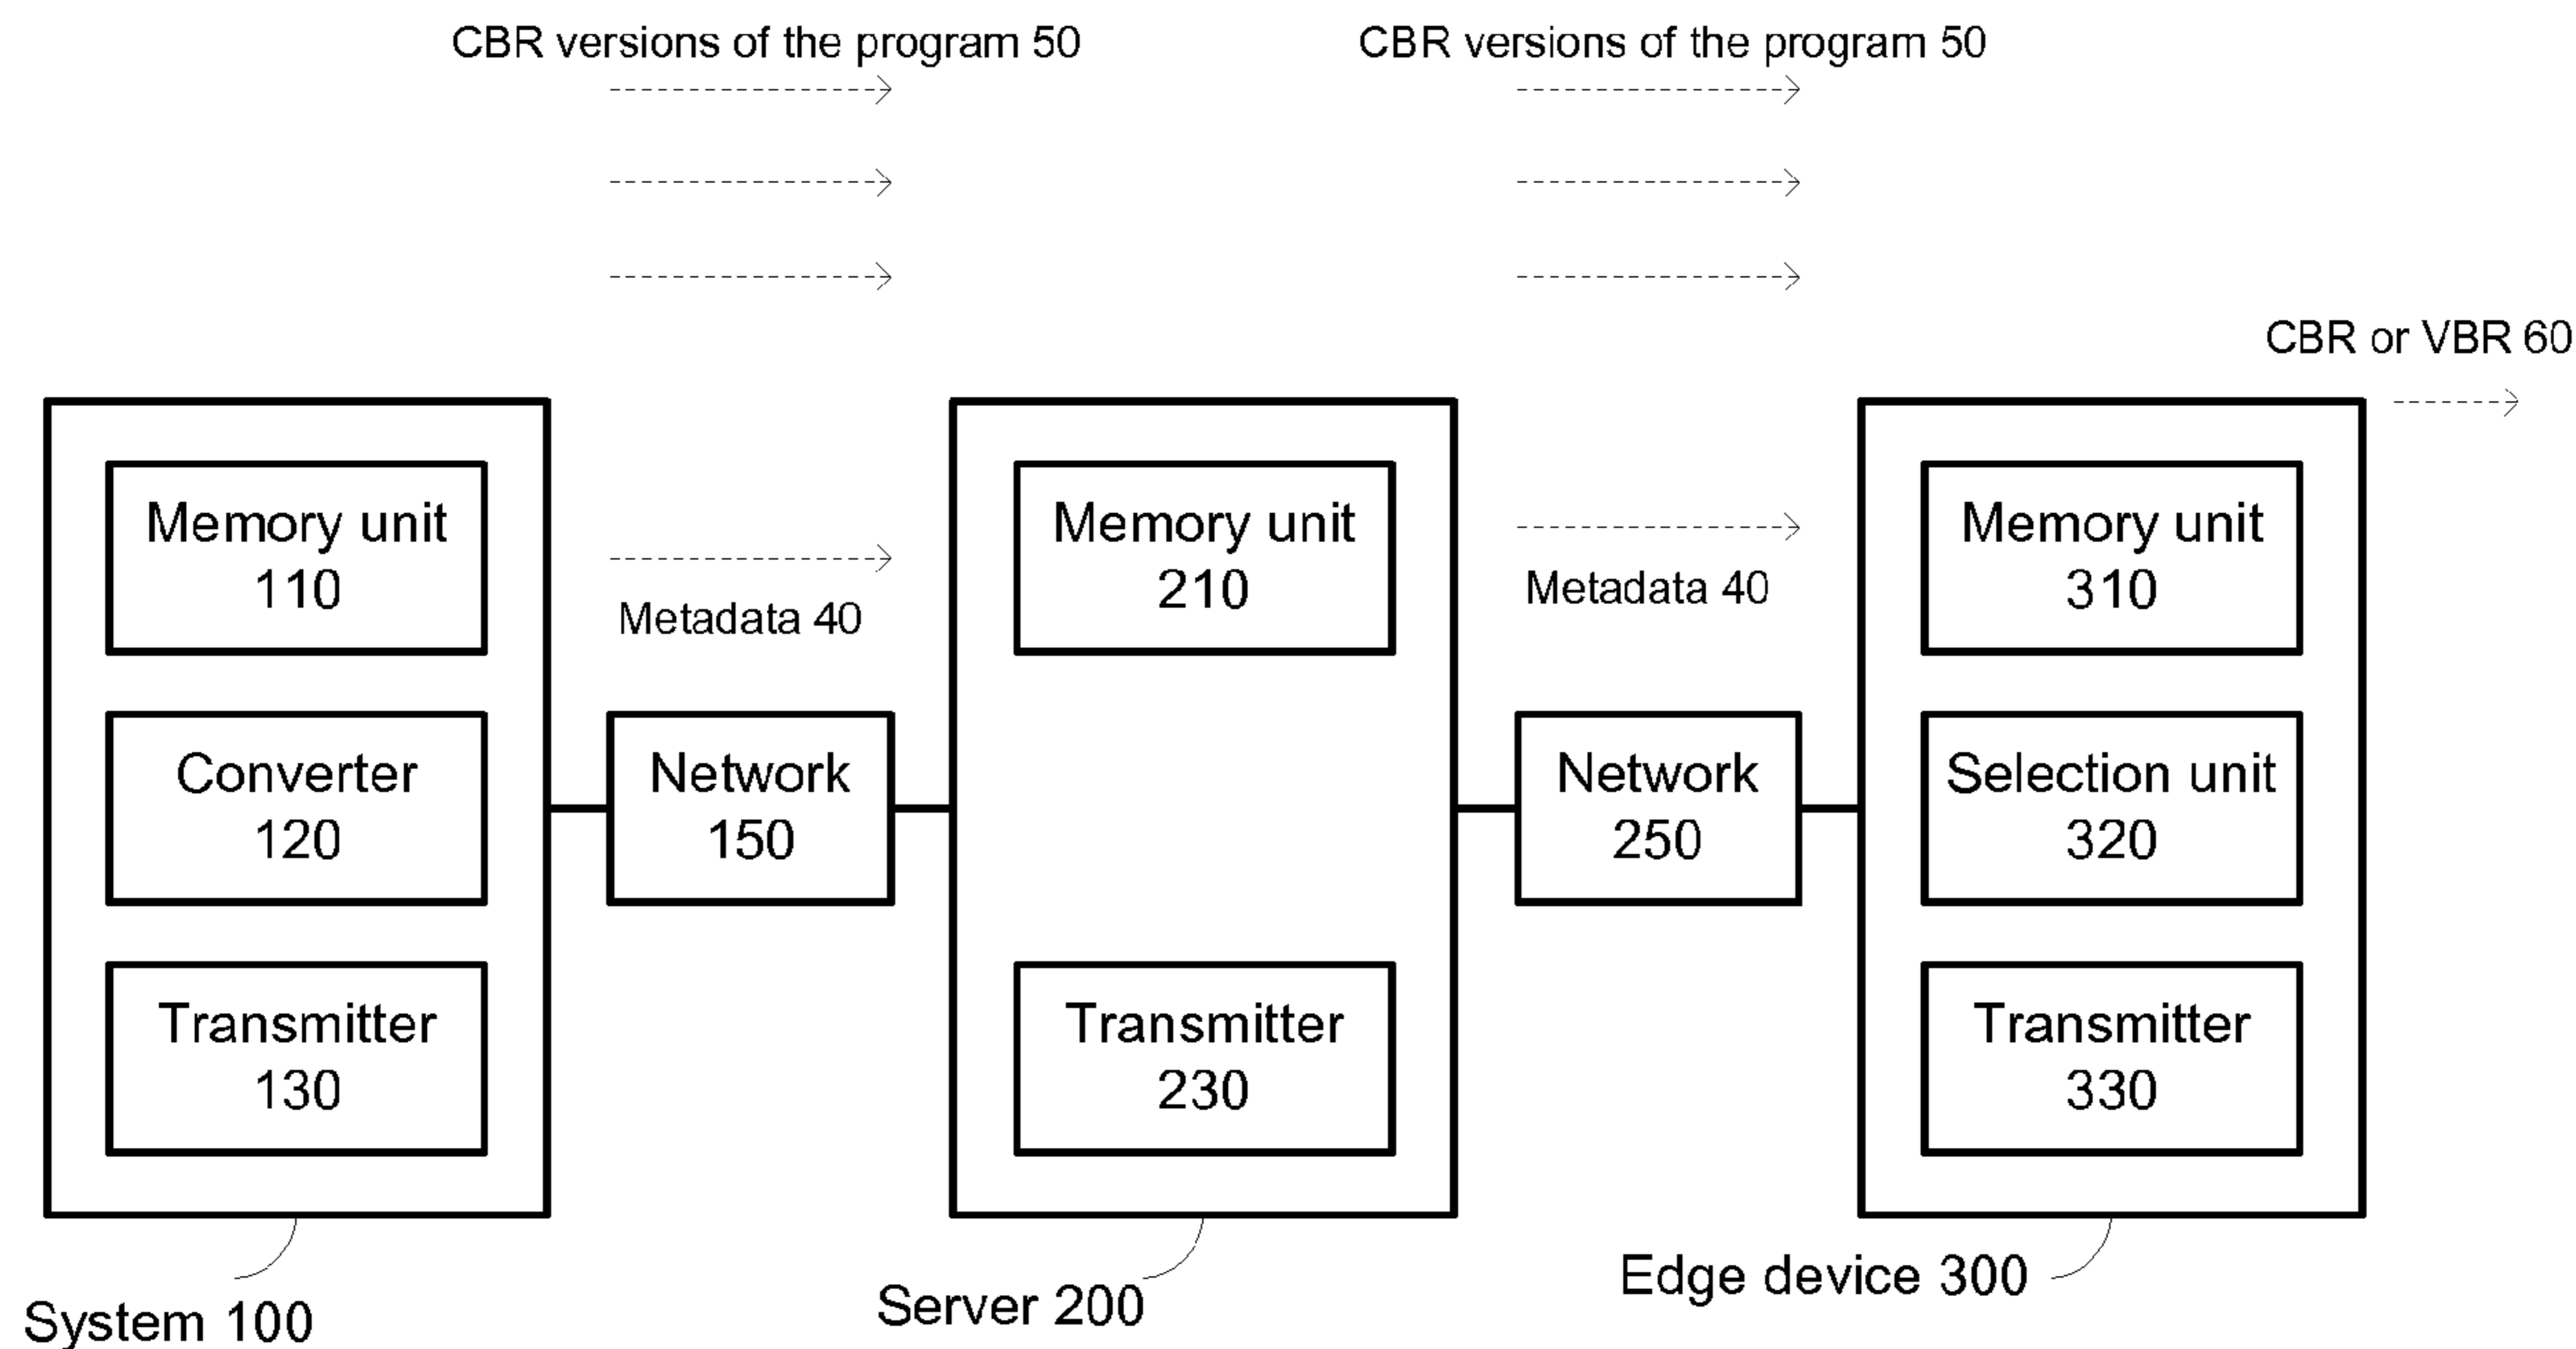 CBR versions of the program 50
CBR versions of the program 50
CBR or VBR 60
Memory unit
110
Converter
120
Transmitter
130
System 100
Metadata 40
Network
150
Memory unit
210
Transmitter
230
Server 200
Metadata 40
Network
250
Memory unit
310
Selection unit
320
Transmitter
330
Edge device 300